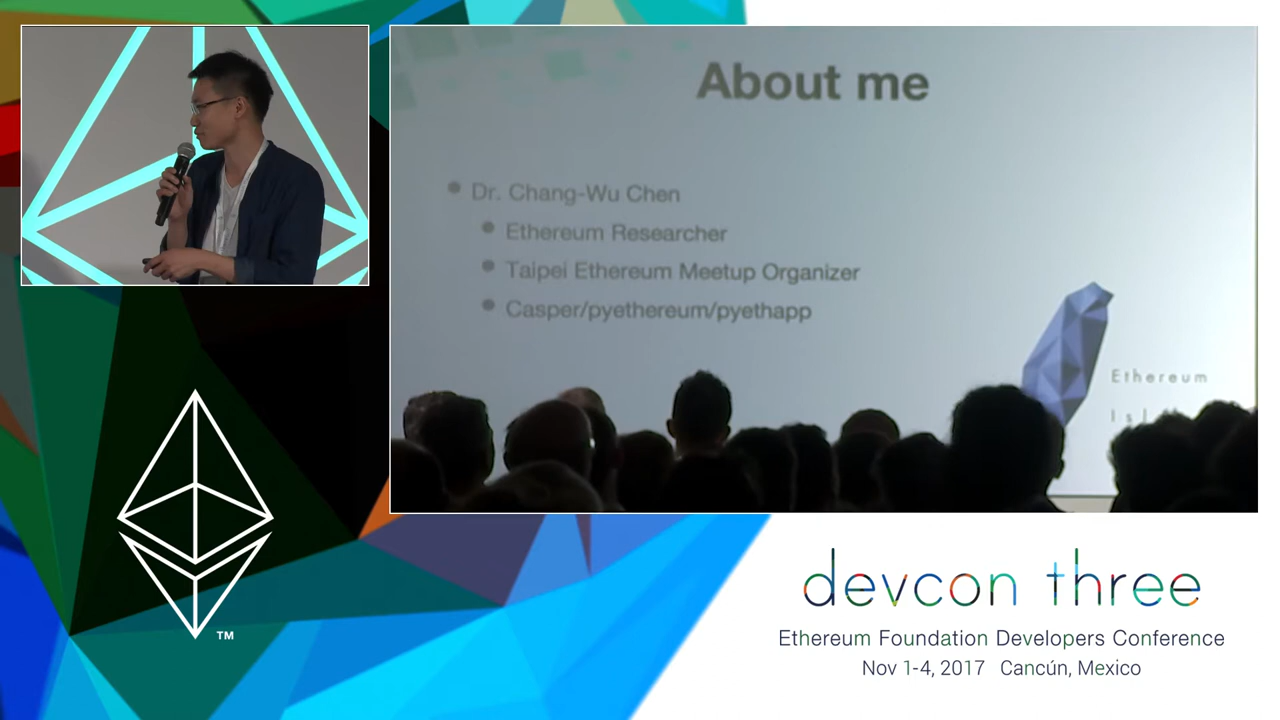 About me
Dr. Chang-Wu Chen
Ethereum Researcher
Taipei Ethereum Meetup Organizer
Casper/pyethereum/pyethapp
Ethereum
TM
devcon three
Ethereum Foundation Developers Conference
Nov 1-4, 2017 Cancún, Mexico